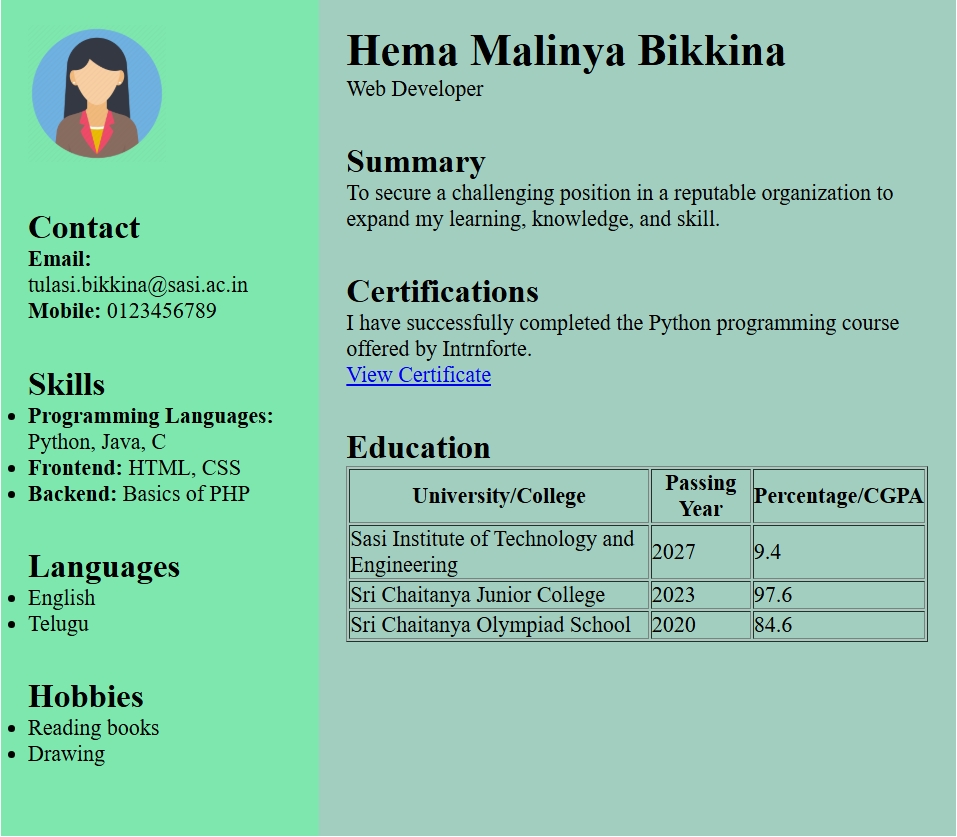 Contact
Email:
tulasi.bikkina@sasi.ac.in
Mobile: 0123456789
Skills
Programming Languages:
Python, Java, C
Frontend: HTML, CSS
Backend: Basics of PHP
Languages
English
Telugu
Hobbies
Reading books
Drawing
Hema Malinya Bikkina
Web Developer
Summary
To secure a challenging position in a reputable organization to
expand my learning, knowledge, and skill.
Certifications
I have successfully completed the Python programming course
offered by Intrnforte.
View Certificate
Education
University/College Passing Year Percentage/CGPA
Sasi Institute of Technology and
Engineering 2027 9.4
Sri Chaitanya Junior College 2023 97.6
Sri Chaitanya Olympiad School 2020 84.6